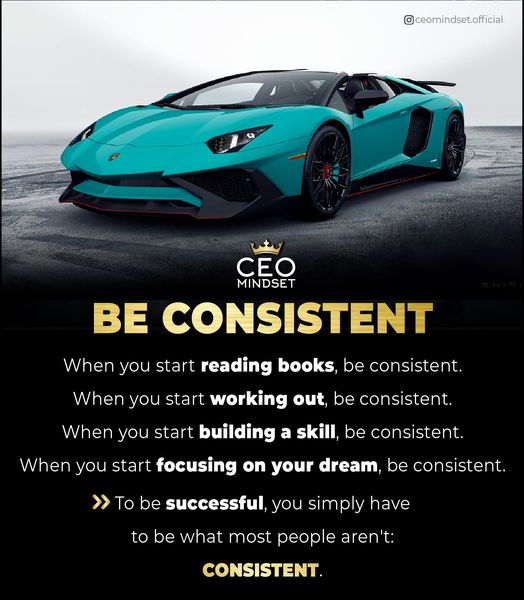 ceomindset.official
CEO
MINDSET
BE CONSISTENT
When you start reading books, be consistent.
When you start working out, be consistent.
When you start building a skill, be consistent.
When you start focusing on your dream, be consistent.
» To be successful, you simply have
to be what most people aren't:
CONSISTENT.